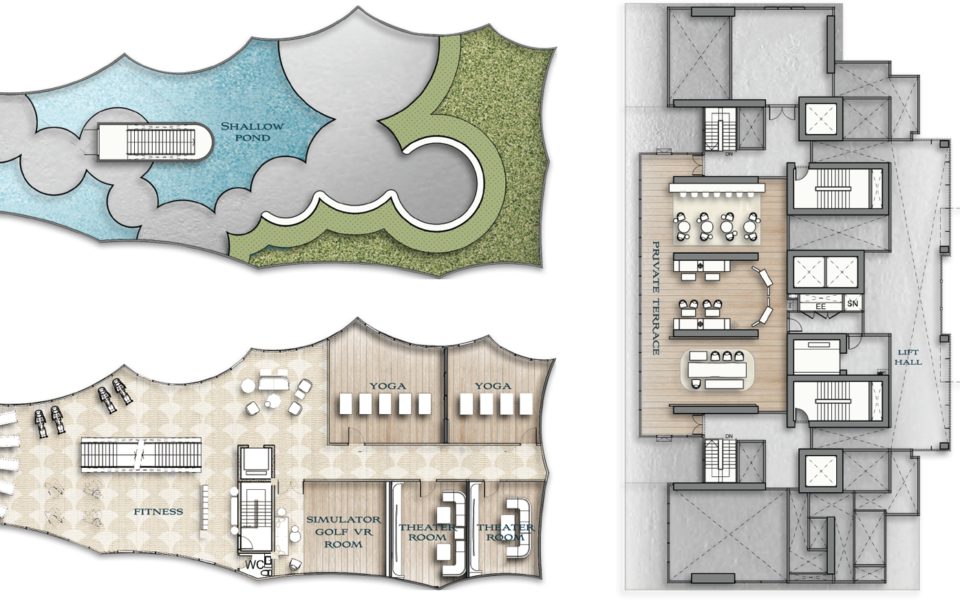 SHALLOW
POND
YOGA
YOGA
FITNESS
SIMULATOR
GOLF VR
ROOM
THEATER
ROOM
THEATER
ROOM
WC
DN
PRIVATE TERRACE
EE
SN
LIFT
HALL
DN